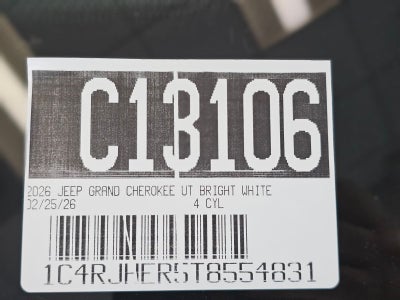 C13106
2026 JEEP GRAND CHEROKEE UT BRIGHT WHITE
02/25/26 4 CYL
N
1C4RJHER5T8554831